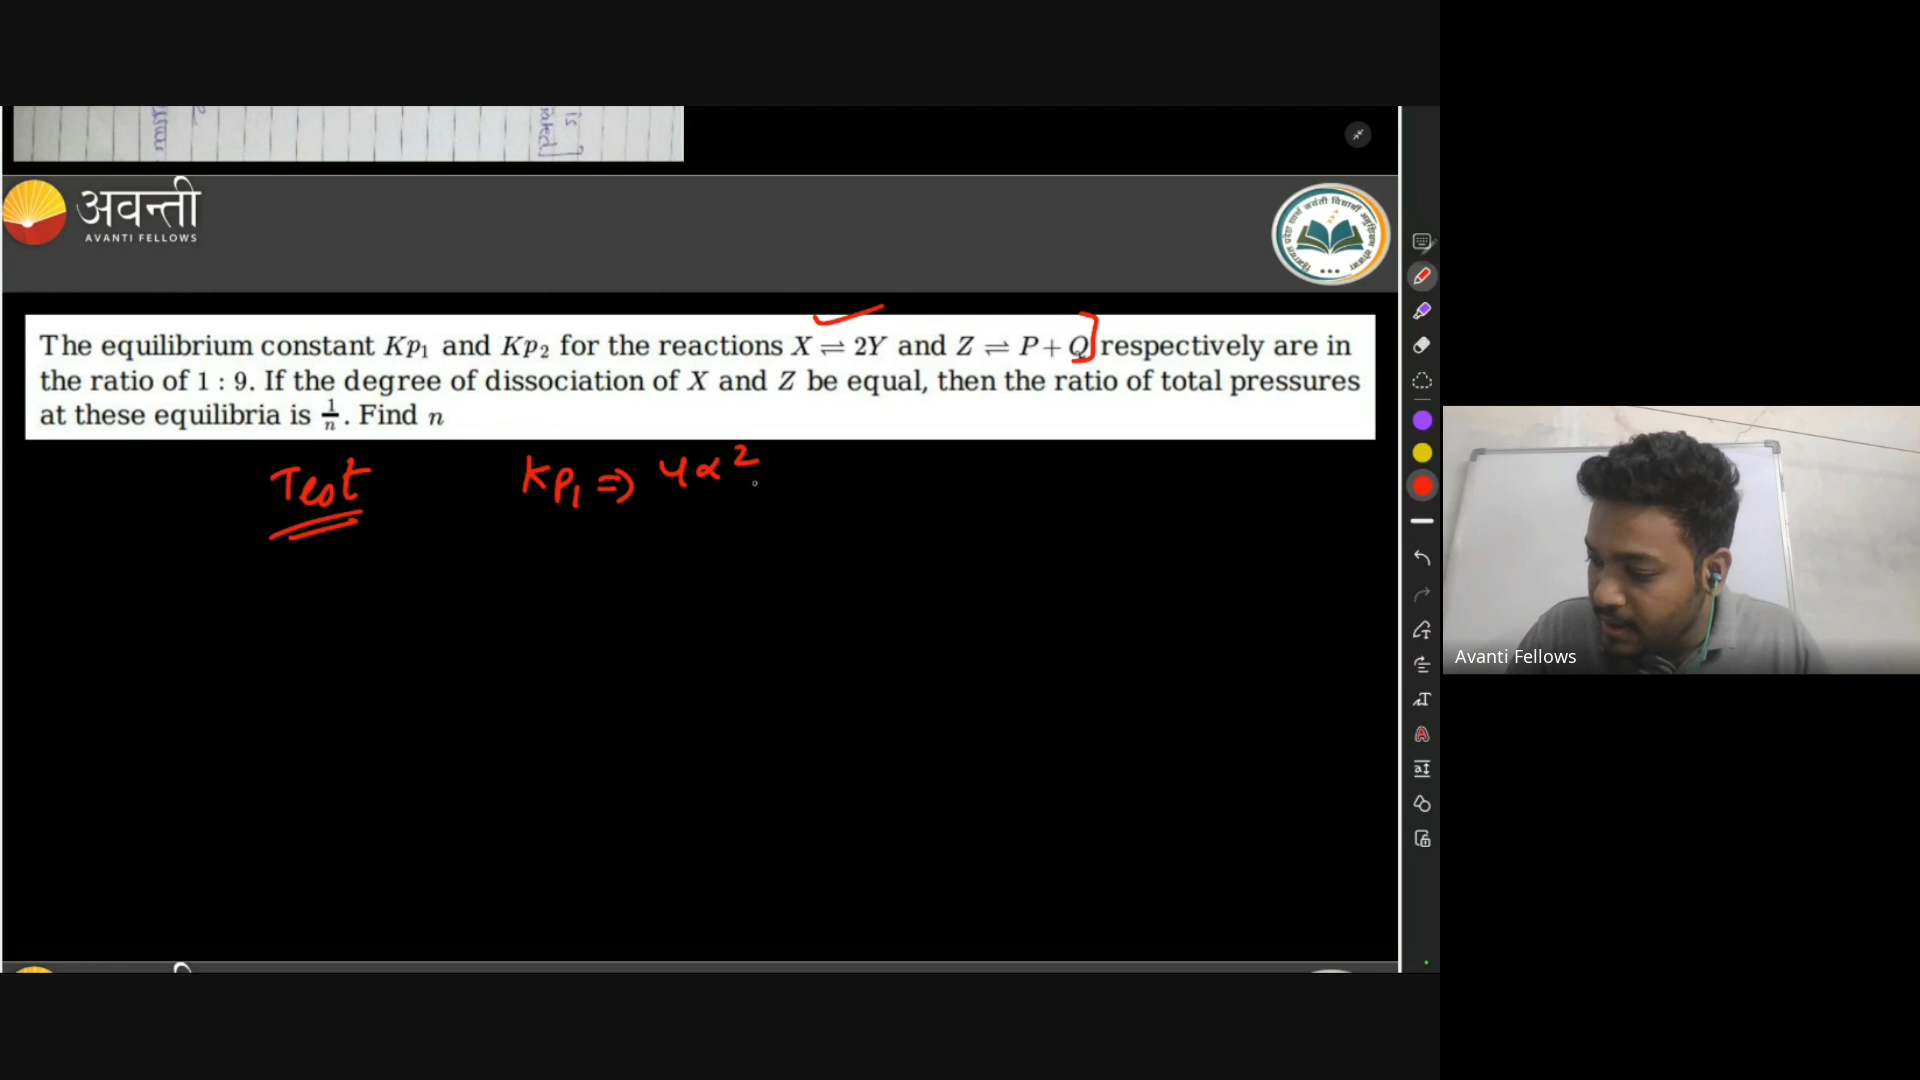 is
अवन्ती
AVANTI FELLOWS
The equilibrium constant Kp₁ and Kp₂ for the reactions X ⇌ 2Y and Z ⇌ P + Q respectively are in
the ratio of 1 : 9. If the degree of dissociation of X and Z be equal, then the ratio of total pressures
at these equilibria is 1/n. Find n
Test
Kp₁ ⇒ 4α²
Avanti Fellows